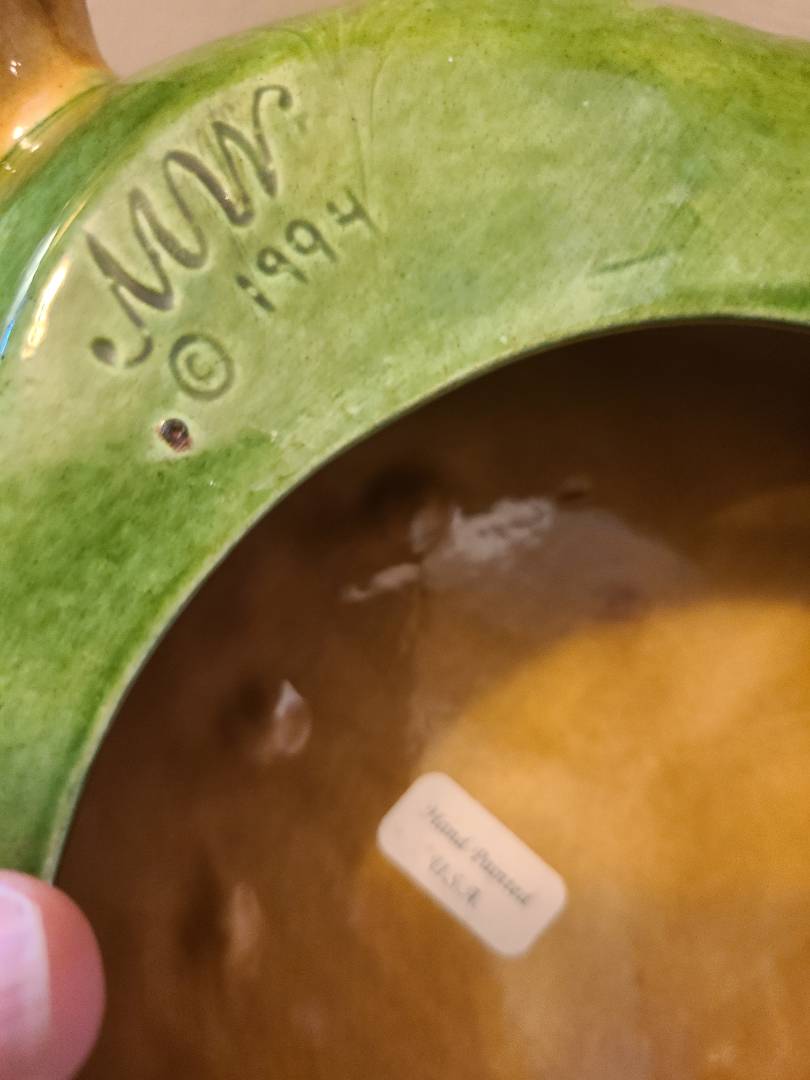 MW
© 1994
Hand Painted
U.S.A.